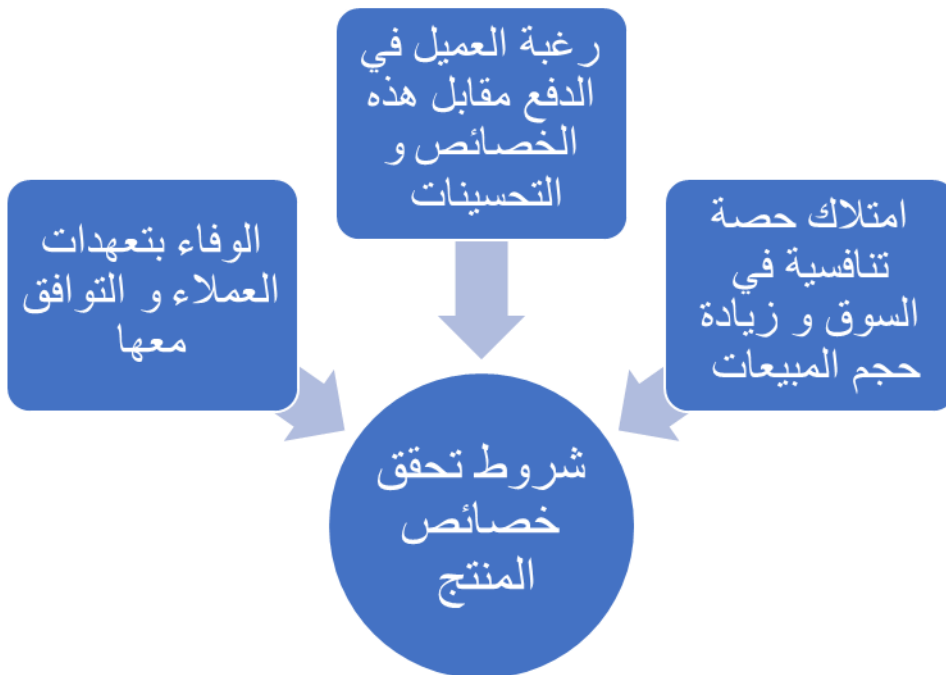 رغبة العميل في
الدفع مقابل هذه
الخصائص و
التحسينات
امتلاك حصة
تنافسية في
السوق و زيادة
حجم المبيعات
الوفاء بتعهدات
العملاء و التوافق
معها
شروط تحقق
خصائص
المنتج